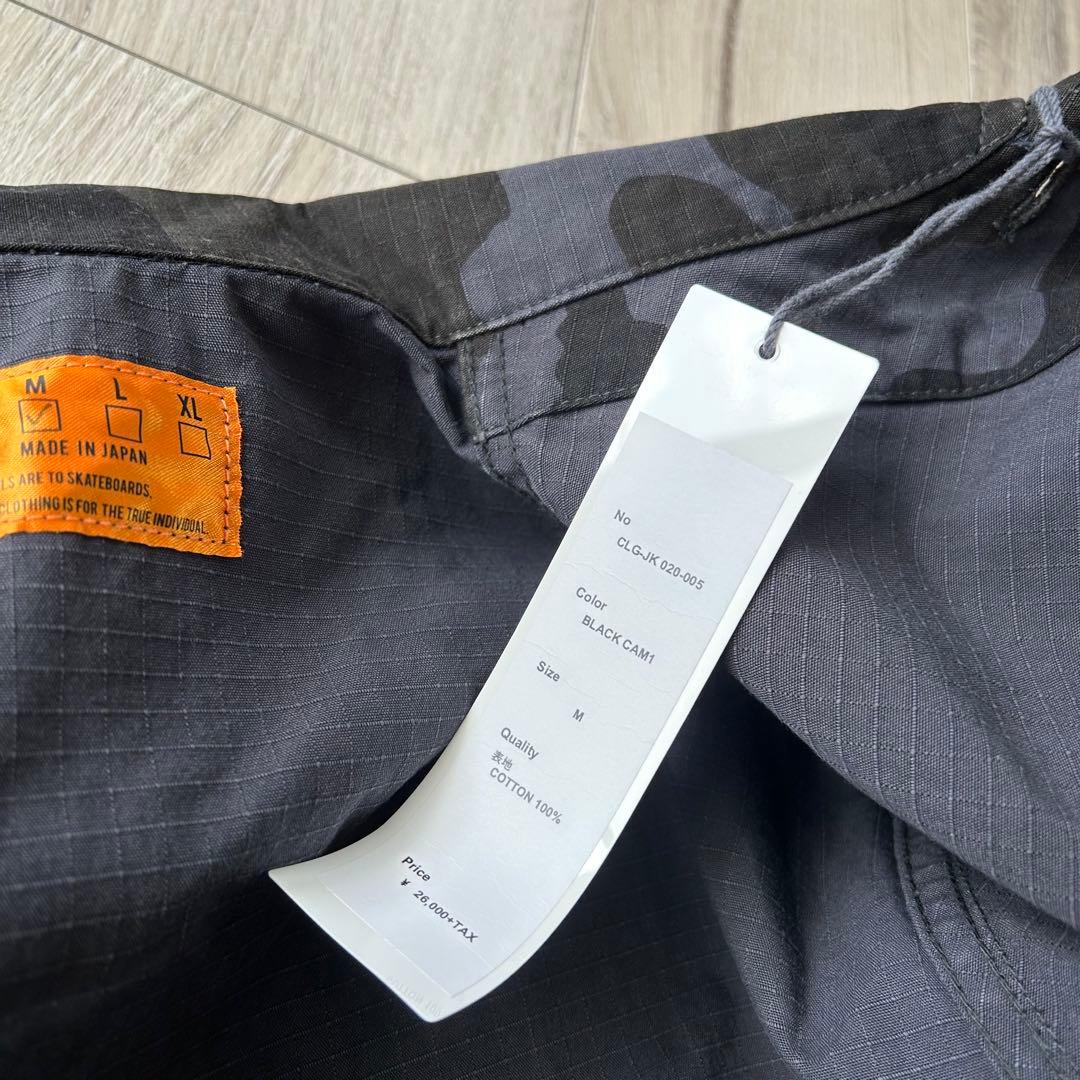 M L XL
MADE IN JAPAN
LS ARE TO SKATEBOARDS,
CLOTHING IS FOR THE TRUE INDIVIDUAL.
No
CLG-JK 020-005
Color
BLACK CAM1
Size
M
Quality
表地
COTTON 100%
Price
¥ 26,000+TAX